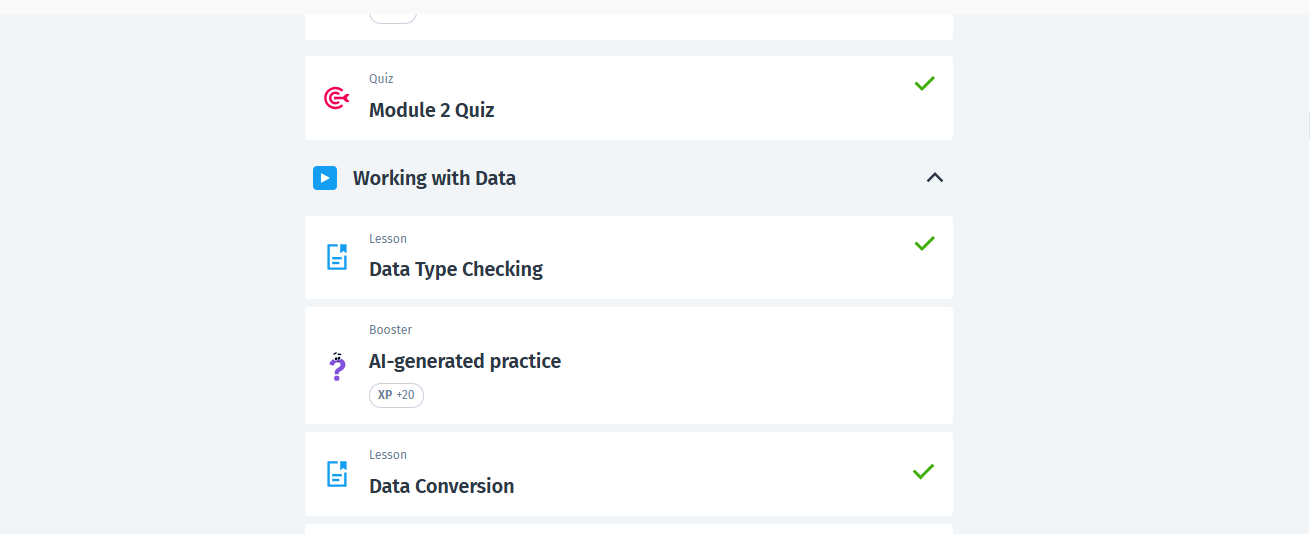 Quiz
Module 2 Quiz
Working with Data
Lesson
Data Type Checking
Booster
AI-generated practice
XP +20
Lesson
Data Conversion